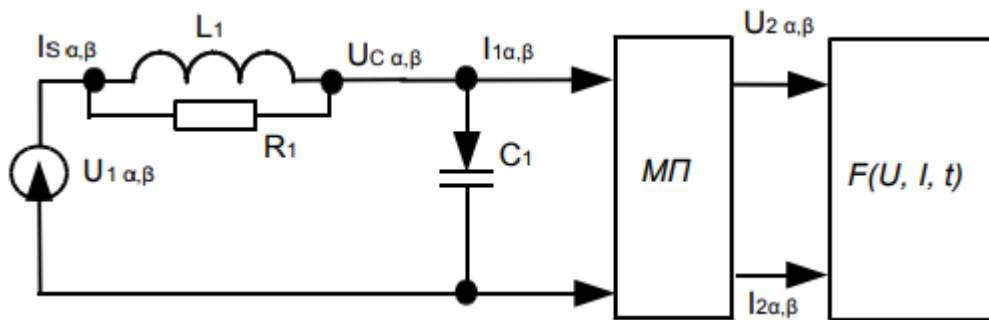 L1
IS α,β
UC α,β
I1α,β
U2 α,β
R1
C1
U1 α,β
МП
F(U, I, t)
I2α,β